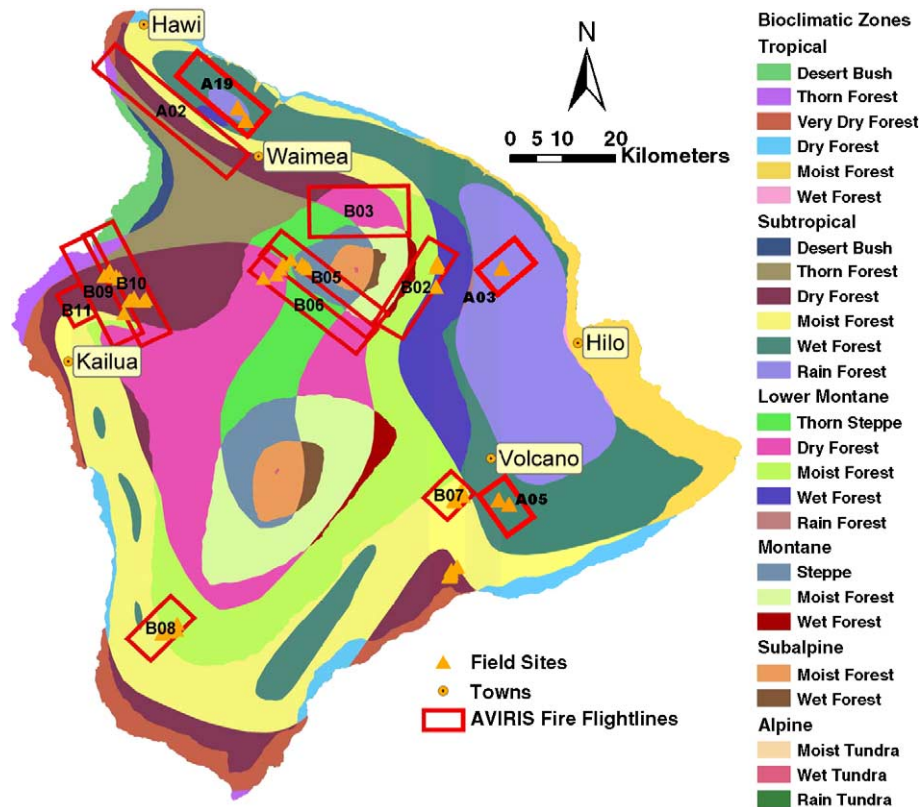 Hawi
A19
A02
Waimea
B03
B05
B06
B02
A03
B09
B10
B11
Kailua
Hilo
Volcano
B07
A05
B08
N
0 5 10 20
Kilometers
Field Sites
Towns
AVIRIS Fire Flightlines
Bioclimatic Zones
Tropical
Desert Bush
Thorn Forest
Very Dry Forest
Dry Forest
Moist Forest
Wet Forest
Subtropical
Desert Bush
Thorn Forest
Dry Forest
Moist Forest
Wet Forest
Rain Forest
Lower Montane
Thorn Steppe
Dry Forest
Moist Forest
Wet Forest
Rain Forest
Montane
Steppe
Moist Forest
Wet Forest
Subalpine
Moist Forest
Wet Forest
Alpine
Moist Tundra
Wet Tundra
Rain Tundra